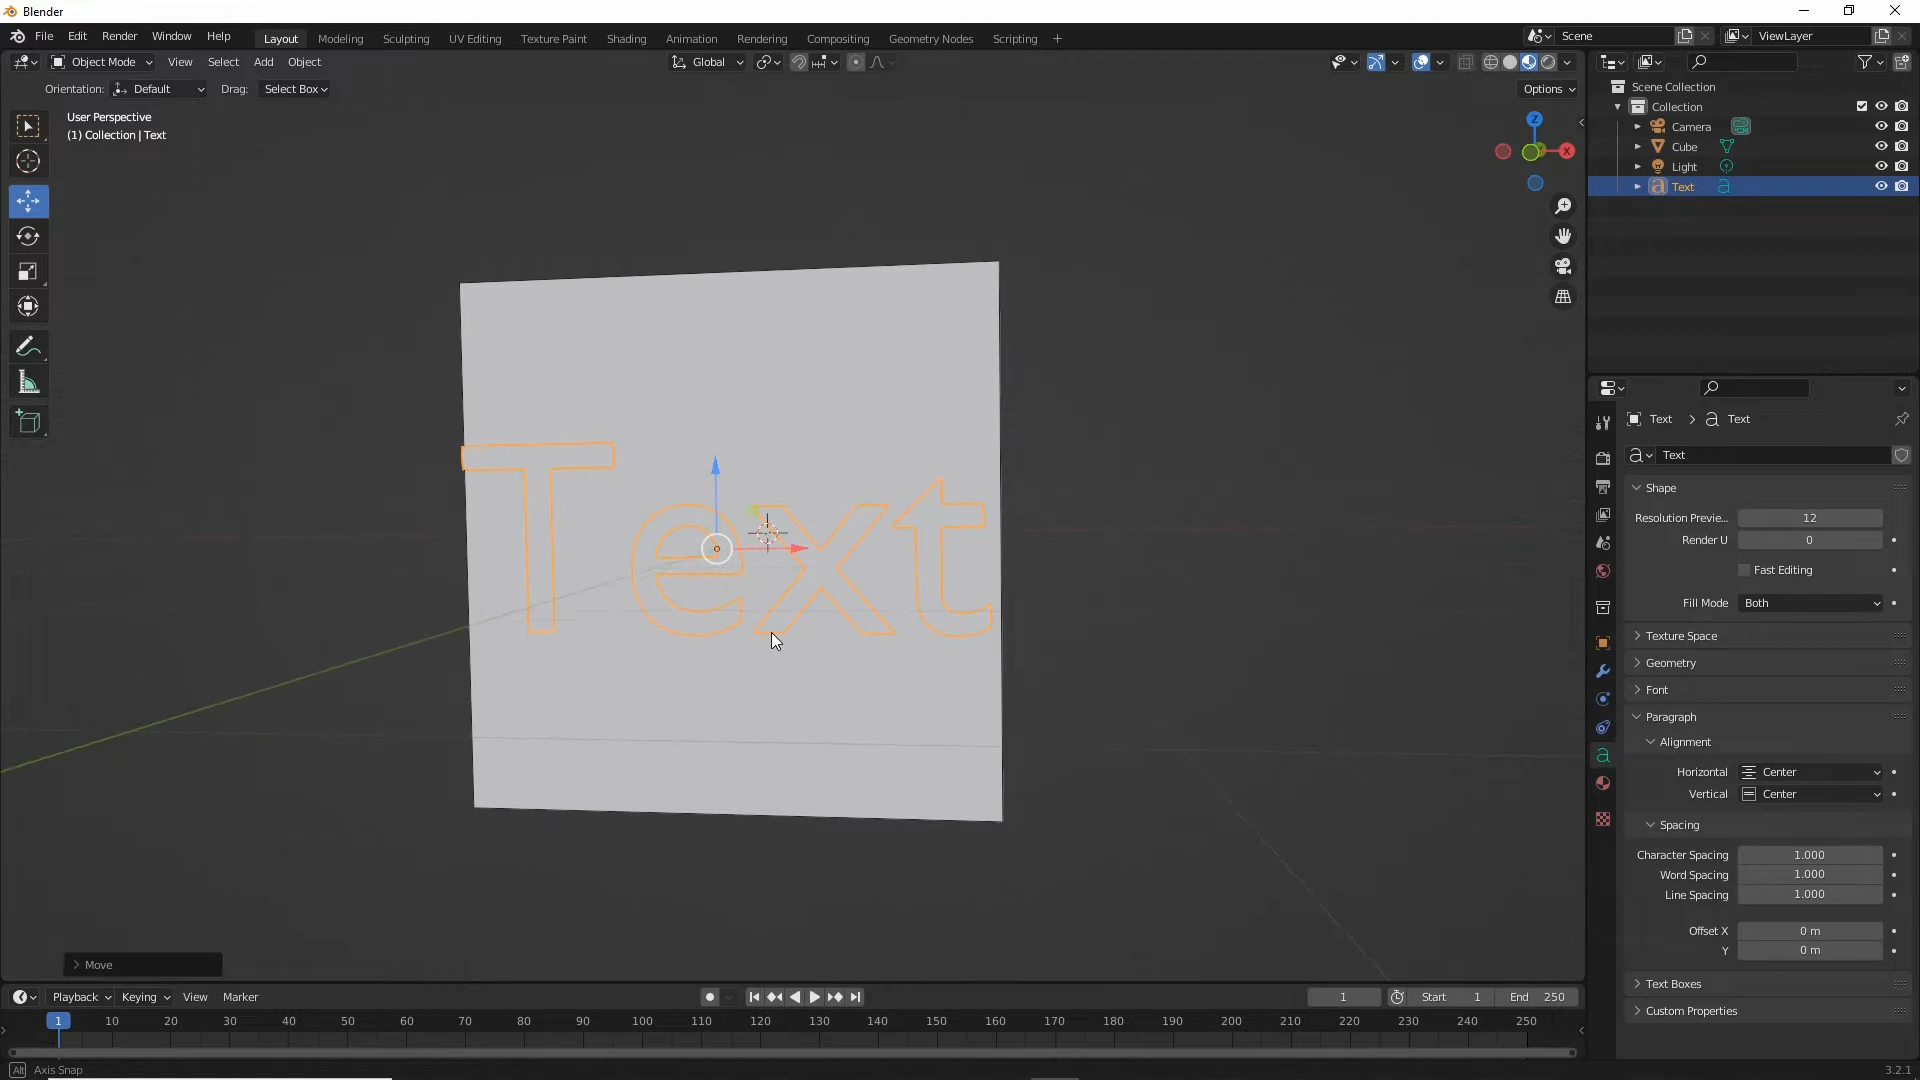 Blender
File Edit Render Window Help Layout Modeling Sculpting UV Editing Texture Paint Shading Animation Rendering Compositing Geometry Nodes Scripting + Scene ViewLayer
Object Mode View Select Add Object Global
Orientation: Default Drag: Select Box Options
User Perspective
(1) Collection | Text
Z
X
Text
Scene Collection
Collection
Camera
Cube
Light
Text
Text > Text
Text
Shape
Resolution Previe... 12
Render U 0
Fast Editing
Fill Mode Both
Texture Space
Geometry
Font
Paragraph
Alignment
Horizontal Center
Vertical Center
Spacing
Character Spacing 1.000
Word Spacing 1.000
Line Spacing 1.000
Offset X 0 m
Y 0 m
Text Boxes
Custom Properties
Move
Playback Keying View Marker 1 Start 1 End 250
1 10 20 30 40 50 60 70 80 90 100 110 120 130 140 150 160 170 180 190 200 210 220 230 240 250
Alt Axis Snap 3.2.1